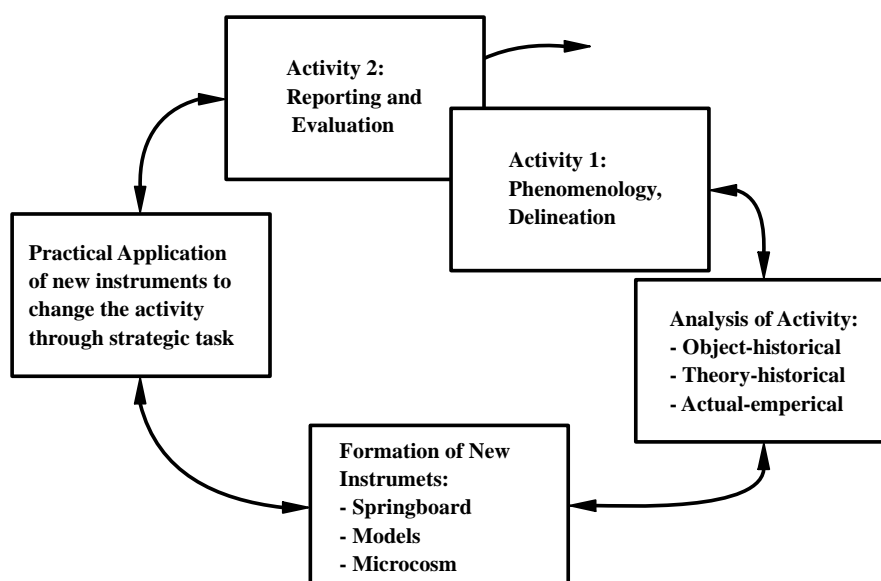 Activity 2:
Reporting and
Evaluation
Activity 1:
Phenomenology,
Delineation
Practical Application
of new instruments to
change the activity
through strategic task
Analysis of Activity:
- Object-historical
- Theory-historical
- Actual-emperical
Formation of New
Instrumets:
- Springboard
- Models
- Microcosm